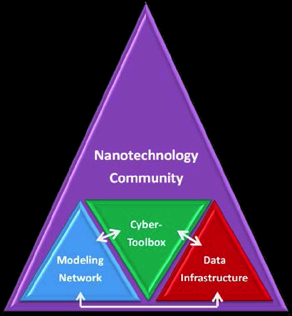 Nanotechnology
Community
Cyber-
Toolbox
Modeling
Network
Data
Infrastructure